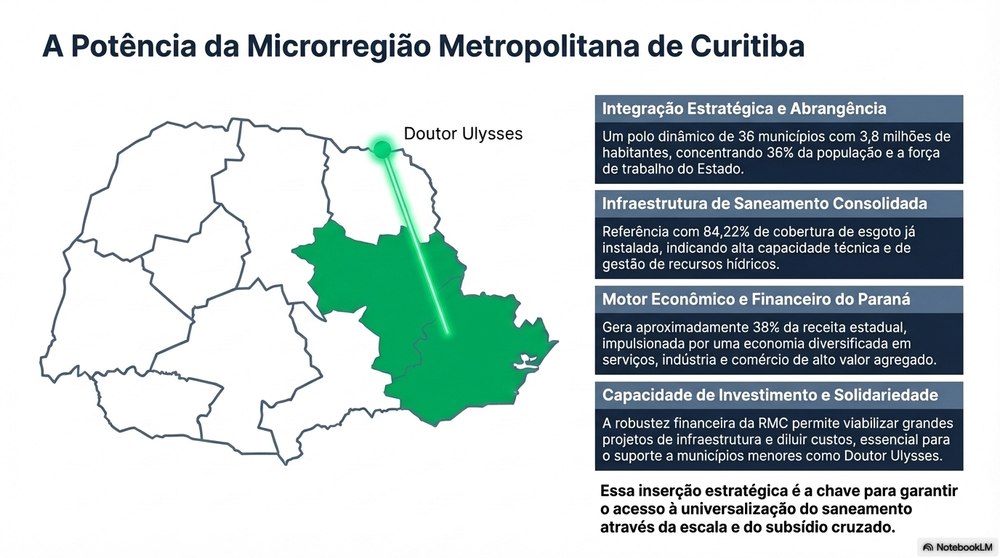 A Potência da Microrregião Metropolitana de Curitiba
Doutor Ulysses
Integração Estratégica e Abrangência
Um polo dinâmico de 36 municípios com 3,8 milhões de
habitantes, concentrando 36% da população e a força
de trabalho do Estado.
Infraestrutura de Saneamento Consolidada
Referência com 84,22% de cobertura de esgoto já
instalada, indicando alta capacidade técnica e de
gestão de recursos hídricos.
Motor Econômico e Financeiro do Paraná
Gera aproximadamente 38% da receita estadual,
impulsionada por uma economia diversificada em
serviços, indústria e comércio de alto valor agregado.
Capacidade de Investimento e Solidariedade
A robustez financeira da RMC permite viabilizar grandes
projetos de infraestrutura e diluir custos, essencial para
o suporte a municípios menores como Doutor Ulysses.
Essa inserção estratégica é a chave para garantir
o acesso à universalização do saneamento
através da escala e do subsídio cruzado.
NotebookLM